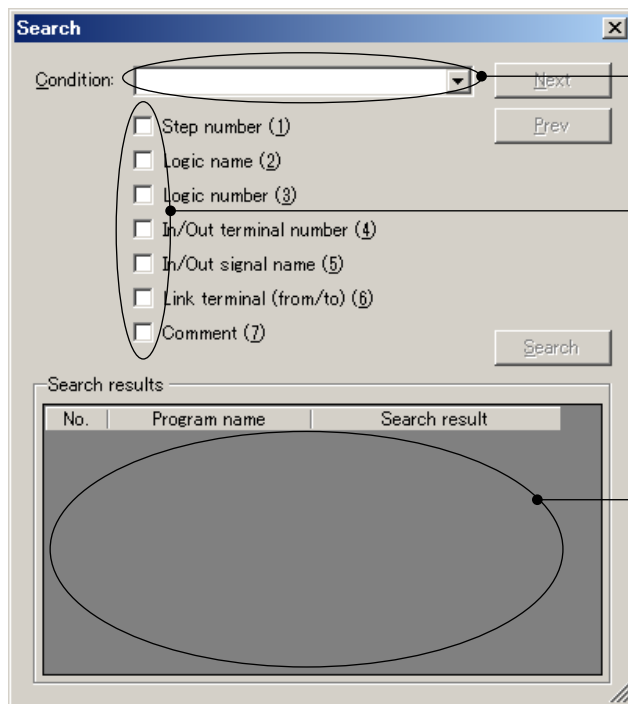 Search
Condition:
Next
Step number (1)
Prev
Logic name (2)
Logic number (3)
In/Out terminal number (4)
In/Out signal name (5)
Link terminal (from/to) (6)
Comment (7)
Search
Search results
No. Program name Search result